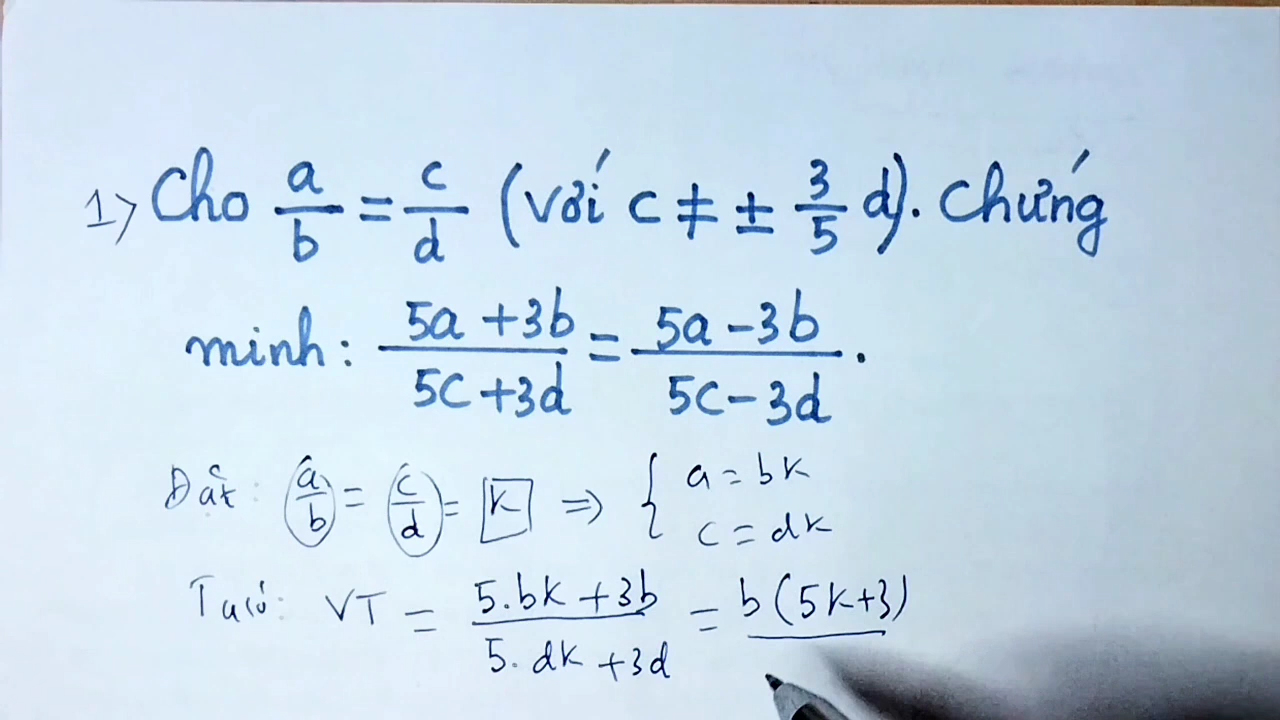 1) Cho a/b = c/d (với c ≠ ± 3/5 d). Chứng
minh: (5a + 3b)/(5c + 3d) = (5a - 3b)/(5c - 3d).
Đặt: a/b = c/d = k => { a = bk
c = dk
Ta có: VT = (5.bk + 3b)/(5.dk + 3d) = b(5k+3)